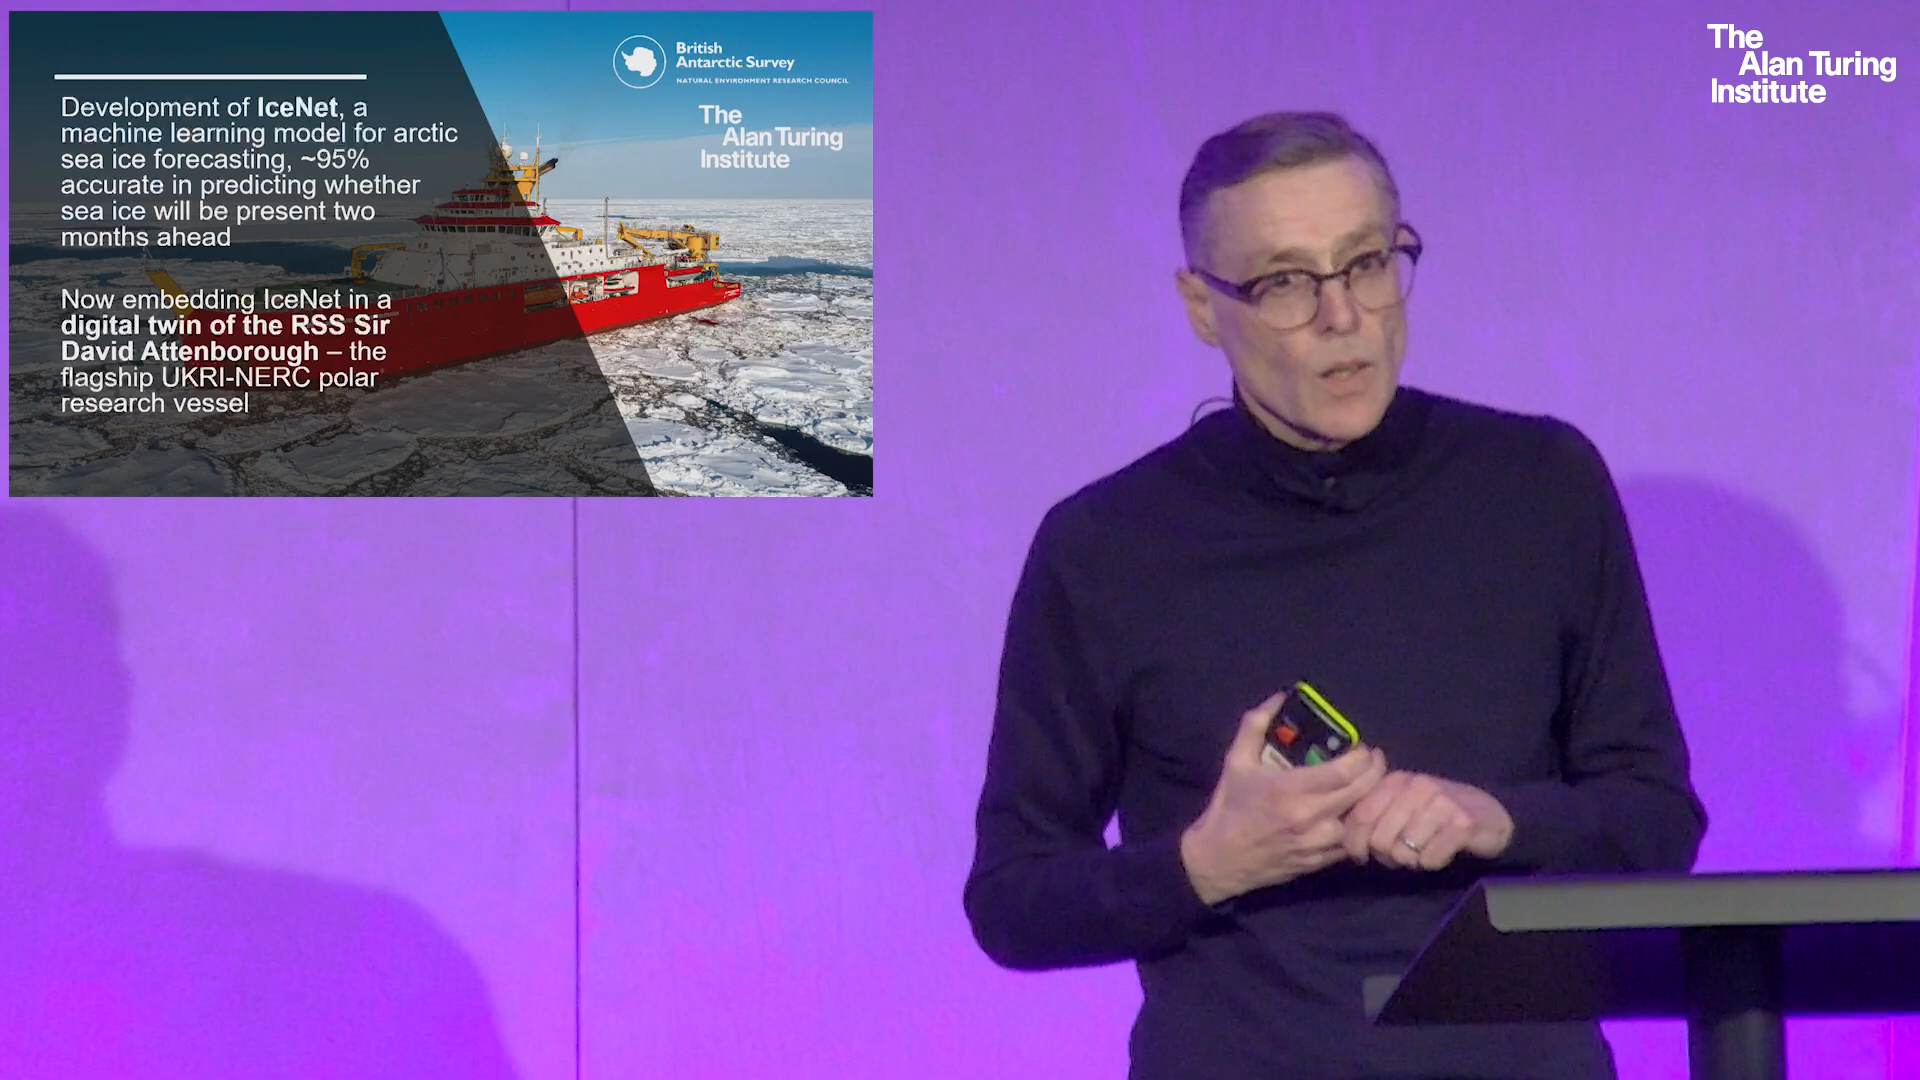 Development of IceNet, a
machine learning model for arctic
sea ice forecasting, ~95%
accurate in predicting whether
sea ice will be present two
months ahead
Now embedding IceNet in a
digital twin of the RSS Sir
David Attenborough – the
flagship UKRI-NERC polar
research vessel
British
Antarctic Survey
NATURAL ENVIRONMENT RESEARCH COUNCIL
The
Alan Turing
Institute
The
Alan Turing
Institute